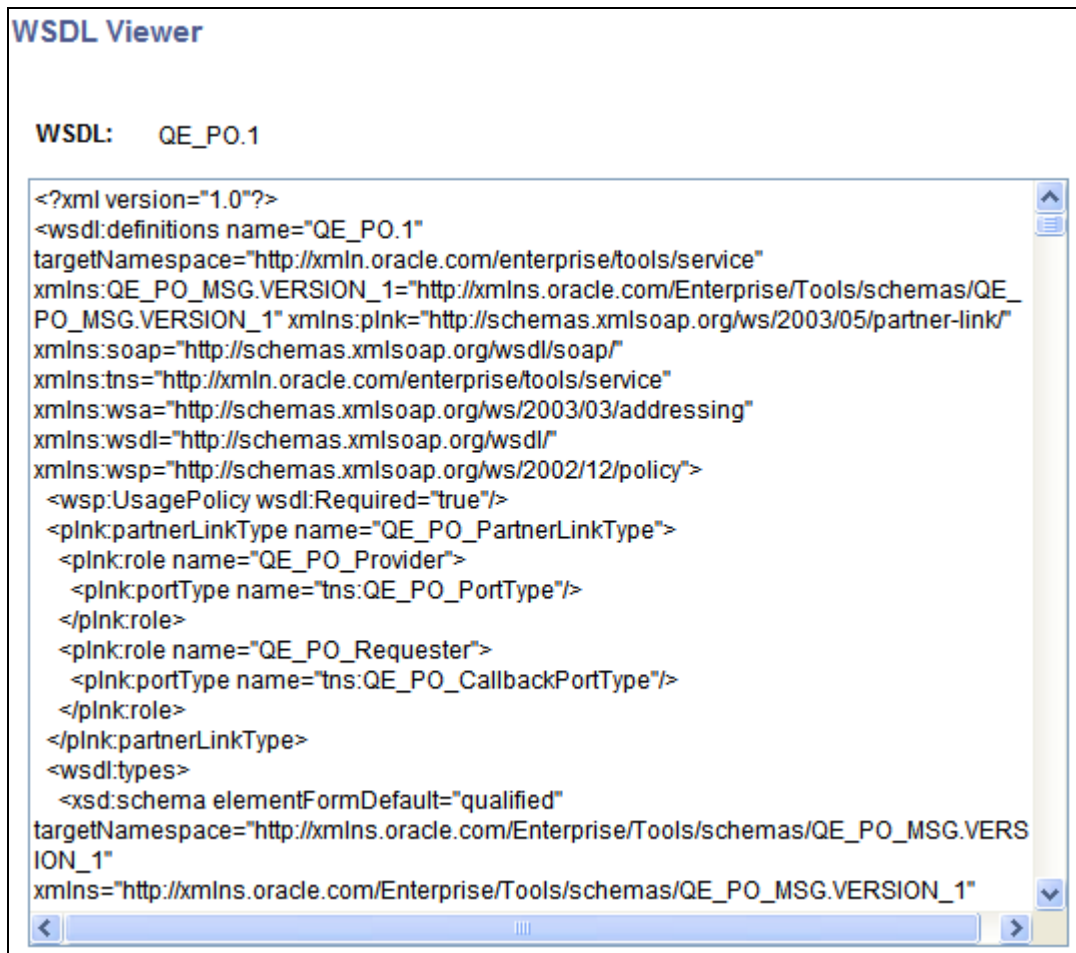 WSDL Viewer
WSDL: QE_PO.1
<?xml version="1.0"?>
<wsdl:definitions name="QE_PO.1"
targetNamespace="http://xmln.oracle.com/enterprise/tools/service"
xmlns:QE_PO_MSG.VERSION_1="http://xmlns.oracle.com/Enterprise/Tools/schemas/QE_
PO_MSG.VERSION_1" xmlns:plnk="http://schemas.xmlsoap.org/ws/2003/05/partner-link/"
xmlns:soap="http://schemas.xmlsoap.org/wsdl/soap/"
xmlns:tns="http://xmln.oracle.com/enterprise/tools/service"
xmlns:wsa="http://schemas.xmlsoap.org/ws/2003/03/addressing"
xmlns:wsdl="http://schemas.xmlsoap.org/wsdl/"
xmlns:wsp="http://schemas.xmlsoap.org/ws/2002/12/policy">
<wsp:UsagePolicy wsdl:Required="true"/>
<plnk:partnerLinkType name="QE_PO_PartnerLinkType">
<plnk:role name="QE_PO_Provider">
<plnk:portType name="tns:QE_PO_PortType"/>
</plnk:role>
<plnk:role name="QE_PO_Requester">
<plnk:portType name="tns:QE_PO_CallbackPortType"/>
</plnk:role>
</plnk:partnerLinkType>
<wsdl:types>
<xsd:schema elementFormDefault="qualified"
targetNamespace="http://xmlns.oracle.com/Enterprise/Tools/schemas/QE_PO_MSG.VERS
ION_1"
xmlns="http://xmlns.oracle.com/Enterprise/Tools/schemas/QE_PO_MSG.VERSION_1"